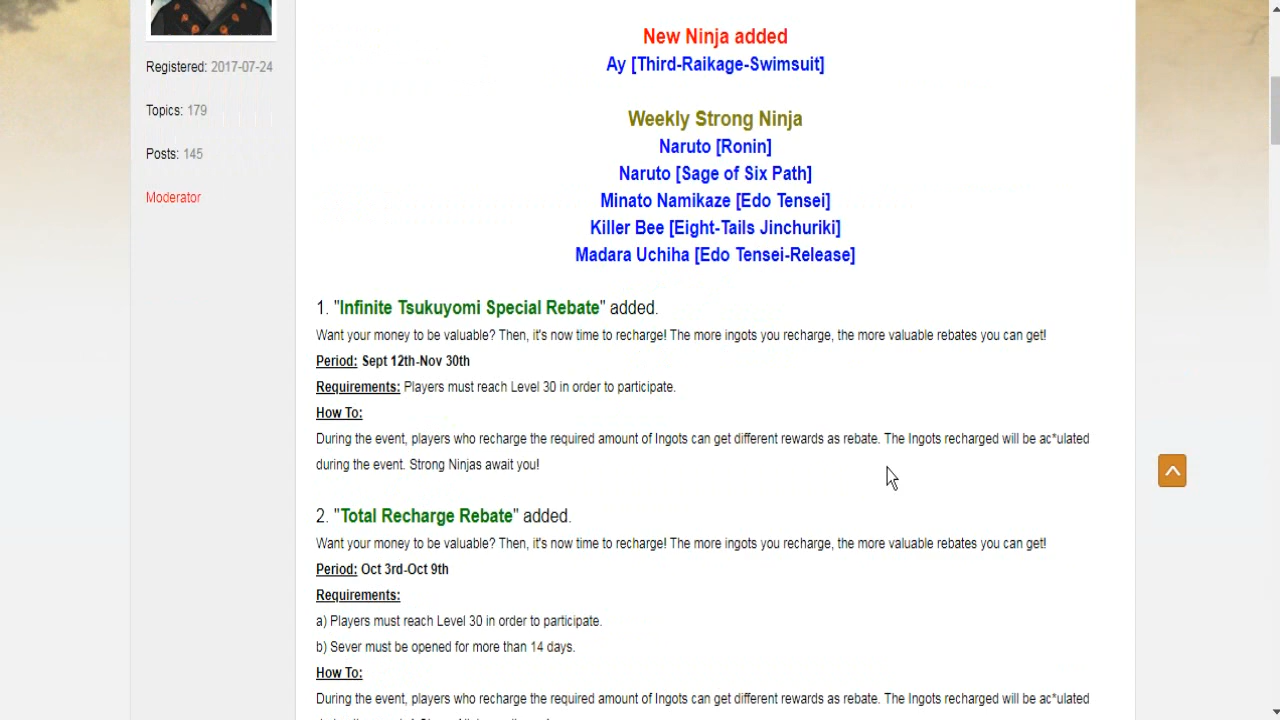 Registered: 2017-07-24
Topics: 179
Posts: 145
Moderator
New Ninja added
Ay [Third-Raikage-Swimsuit]
Weekly Strong Ninja
Naruto [Ronin]
Naruto [Sage of Six Path]
Minato Namikaze [Edo Tensei]
Killer Bee [Eight-Tails Jinchuriki]
Madara Uchiha [Edo Tensei-Release]
1. "Infinite Tsukuyomi Special Rebate" added.
Want your money to be valuable? Then, it's now time to recharge! The more ingots you recharge, the more valuable rebates you can get!
Period: Sept 12th-Nov 30th
Requirements: Players must reach Level 30 in order to participate.
How To:
During the event, players who recharge the required amount of Ingots can get different rewards as rebate. The Ingots recharged will be ac*ulated
during the event. Strong Ninjas await you!
2. "Total Recharge Rebate" added.
Want your money to be valuable? Then, it's now time to recharge! The more ingots you recharge, the more valuable rebates you can get!
Period: Oct 3rd-Oct 9th
Requirements:
a) Players must reach Level 30 in order to participate.
b) Sever must be opened for more than 14 days.
How To:
During the event, players who recharge the required amount of Ingots can get different rewards as rebate. The Ingots recharged will be ac*ulated